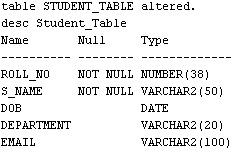 table STUDENT_TABLE altered.
desc Student_Table
Name       Null     Type
---------- -------- -------------
ROLL_NO    NOT NULL NUMBER(38)
S_NAME     NOT NULL VARCHAR2(50)
DOB                 DATE
DEPARTMENT          VARCHAR2(20)
EMAIL               VARCHAR2(100)